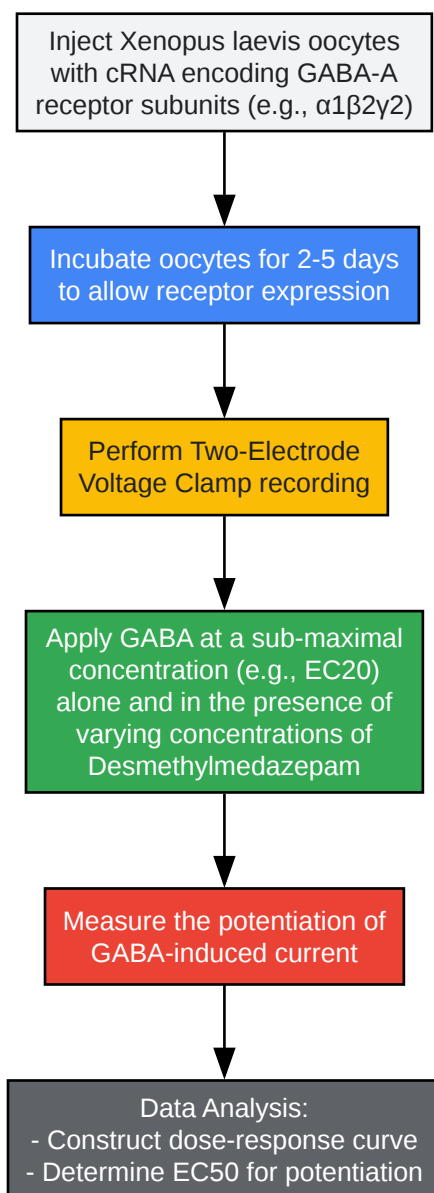 Inject Xenopus laevis oocytes
with cRNA encoding GABA-A
receptor subunits (e.g., α1β2γ2)
Incubate oocytes for 2-5 days
to allow receptor expression
Perform Two-Electrode
Voltage Clamp recording
Apply GABA at a sub-maximal
concentration (e.g., EC20)
alone and in the presence of
varying concentrations of
Desmethylmedazepam
Measure the potentiation of
GABA-induced current
Data Analysis:
- Construct dose-response curve
- Determine EC50 for potentiation